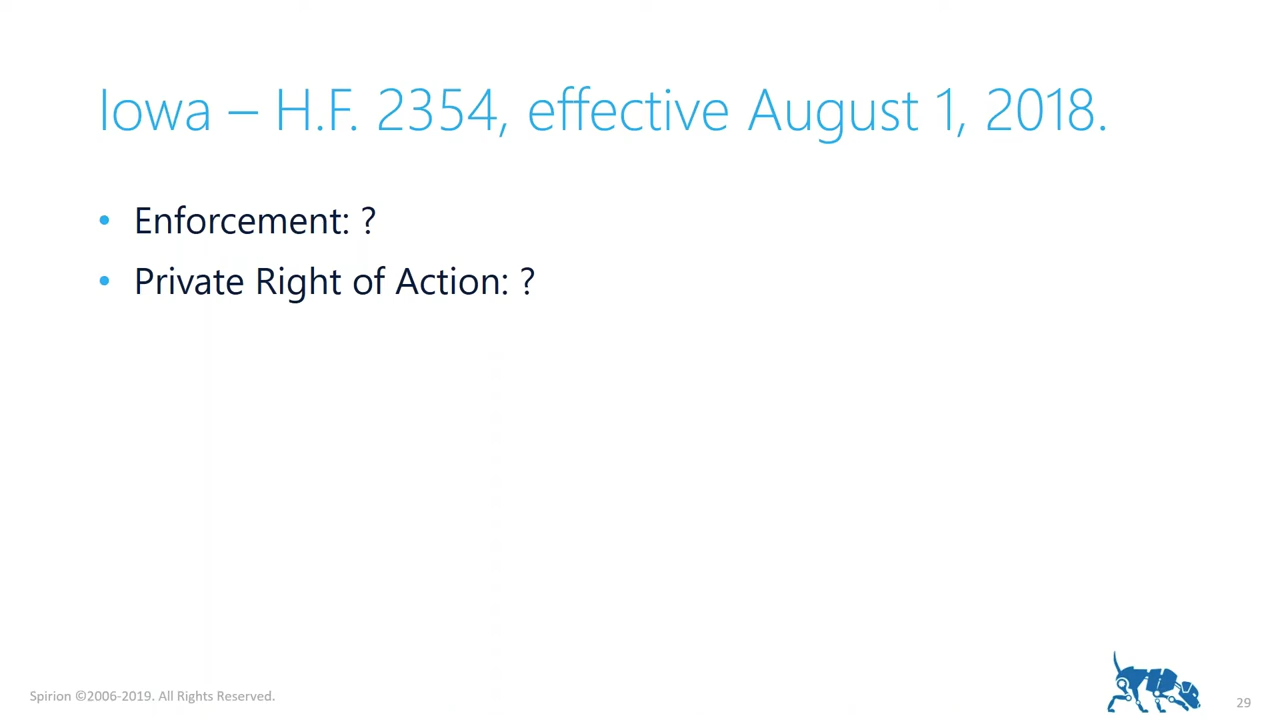 Iowa – H.F. 2354, effective August 1, 2018.
• Enforcement: ?
• Private Right of Action: ?
Spirion ©2006-2019. All Rights Reserved.
29